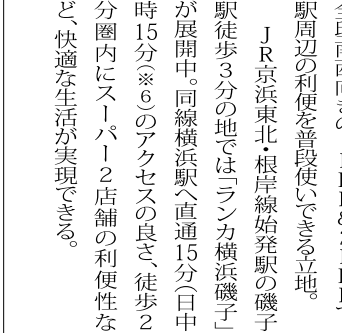 駅周辺の利便を普段使いできる立地。
JR京浜東北・根岸線始発駅の磯子
駅徒歩3分の地では「ランカ横浜磯子」
が展開中。同線横浜駅へ直通15分(日中
時15分(※6)のアクセスの良さ、徒歩2
分圏内にスーパー2店舗の利便性な
ど、快適な生活が実現できる。